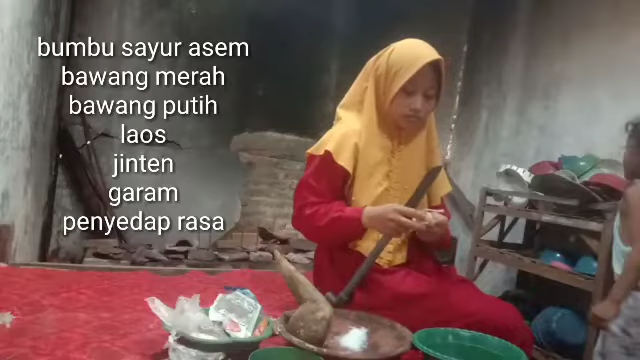 bumbu sayur asem
bawang merah
bawang putih
laos
jinten
garam
penyedap rasa